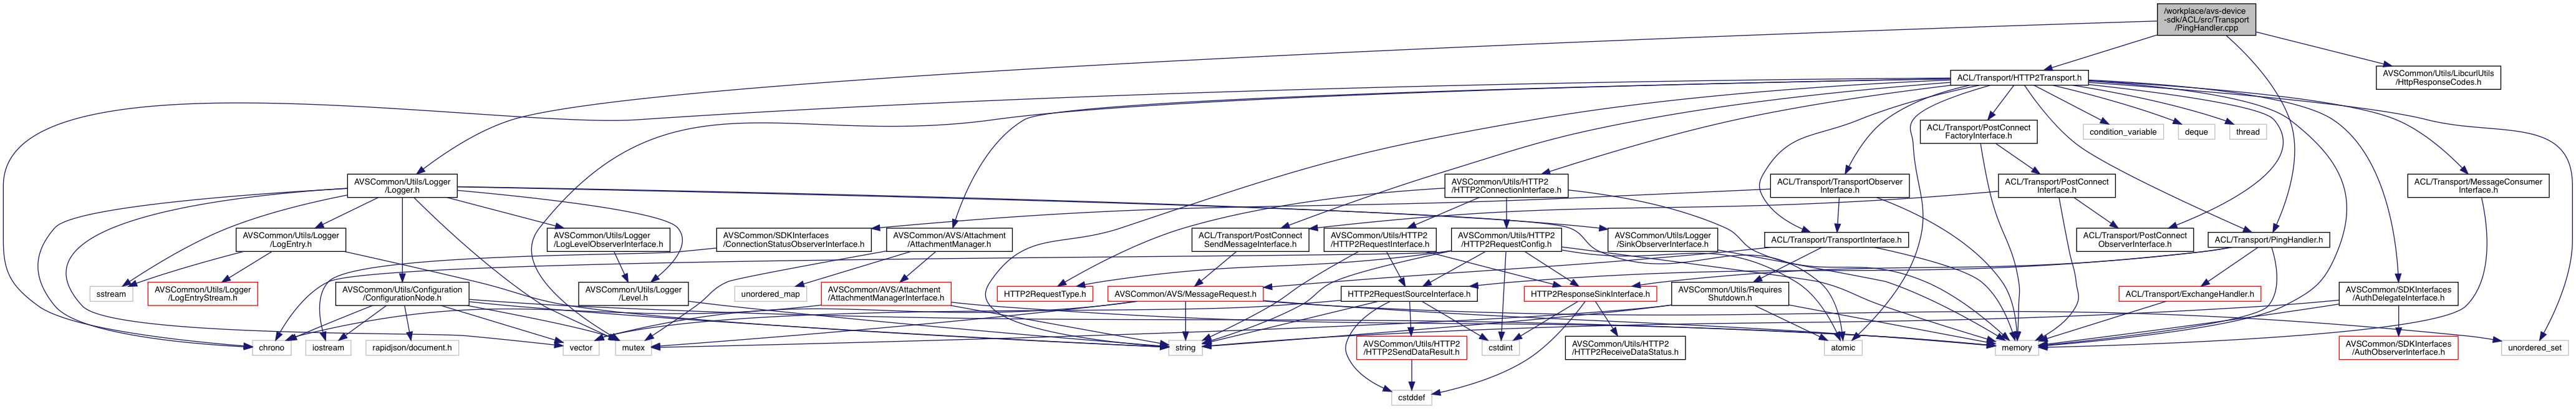 /workplace/avs-device
-sdk/ACL/src/Transport
/PingHandler.cpp
ACL/Transport/HTTP2Transport.h
AVSCommon/Utils/LibcurlUtils
/HttpResponseCodes.h
ACL/Transport/PostConnect
FactoryInterface.h
condition_variable
deque
thread
AVSCommon/Utils/Logger
/Logger.h
AVSCommon/Utils/HTTP2
/HTTP2ConnectionInterface.h
ACL/Transport/TransportObserver
Interface.h
ACL/Transport/PostConnect
Interface.h
ACL/Transport/MessageConsumer
Interface.h
AVSCommon/Utils/Logger
/LogEntry.h
AVSCommon/Utils/Logger
/LogLevelObserverInterface.h
AVSCommon/SDKInterfaces
/ConnectionStatusObserverInterface.h
AVSCommon/AVS/Attachment
/AttachmentManager.h
ACL/Transport/PostConnect
SendMessageInterface.h
AVSCommon/Utils/HTTP2
/HTTP2RequestInterface.h
AVSCommon/Utils/HTTP2
/HTTP2RequestConfig.h
AVSCommon/Utils/Logger
/SinkObserverInterface.h
ACL/Transport/TransportInterface.h
ACL/Transport/PostConnect
ObserverInterface.h
ACL/Transport/PingHandler.h
sstream
AVSCommon/Utils/Logger
/LogEntryStream.h
AVSCommon/Utils/Configuration
/ConfigurationNode.h
AVSCommon/Utils/Logger
/Level.h
unordered_map
AVSCommon/AVS/Attachment
/AttachmentManagerInterface.h
HTTP2RequestType.h
AVSCommon/AVS/MessageRequest.h
HTTP2RequestSourceInterface.h
HTTP2ResponseSinkInterface.h
AVSCommon/Utils/Requires
Shutdown.h
ACL/Transport/ExchangeHandler.h
AVSCommon/SDKInterfaces
/AuthDelegateInterface.h
chrono
iostream
rapidjson/document.h
vector
mutex
string
AVSCommon/Utils/HTTP2
/HTTP2SendDataResult.h
cstdint
AVSCommon/Utils/HTTP2
/HTTP2ReceiveDataStatus.h
atomic
memory
AVSCommon/SDKInterfaces
/AuthObserverInterface.h
unordered_set
cstddef